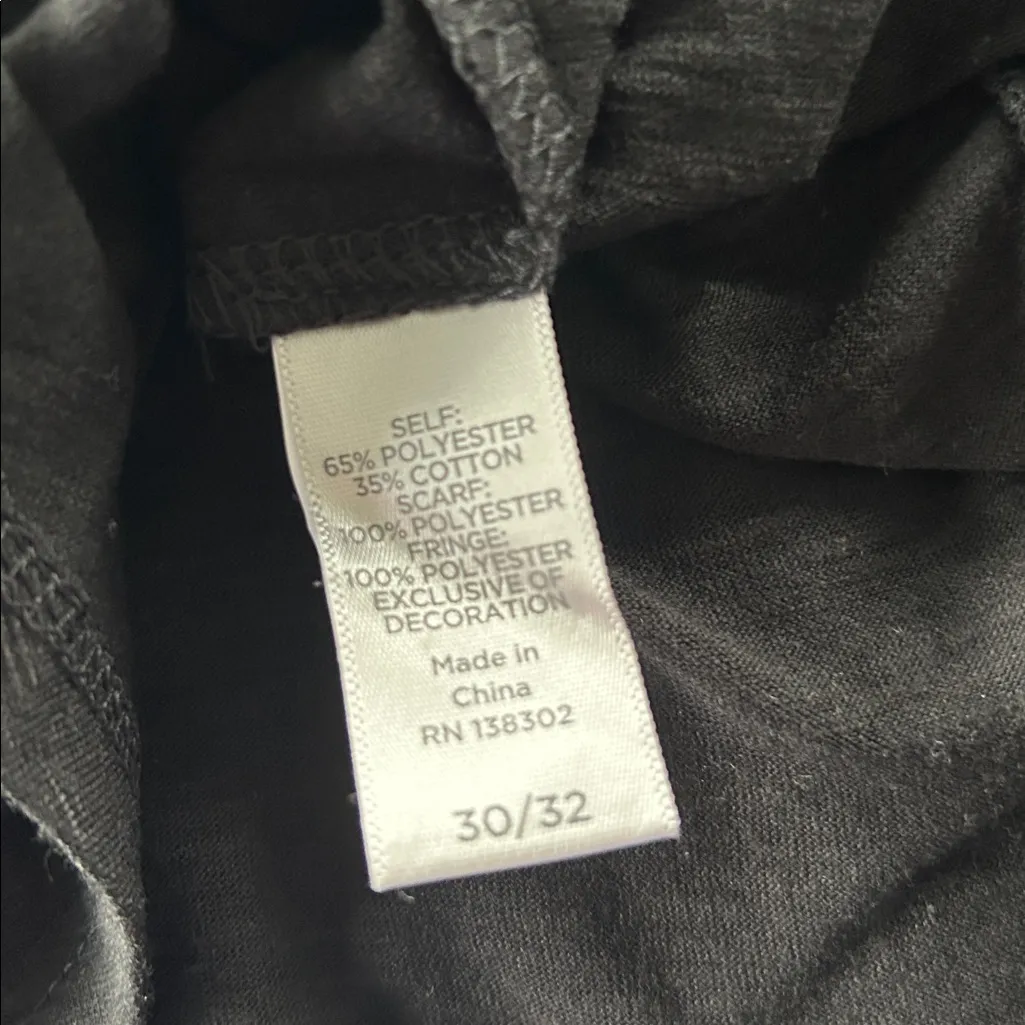 SELF:
65% POLYESTER
35% COTTON
SCARF:
100% POLYESTER
FRINGE:
100% POLYESTER
EXCLUSIVE OF
DECORATION
Made in
China
RN 138302
30/32